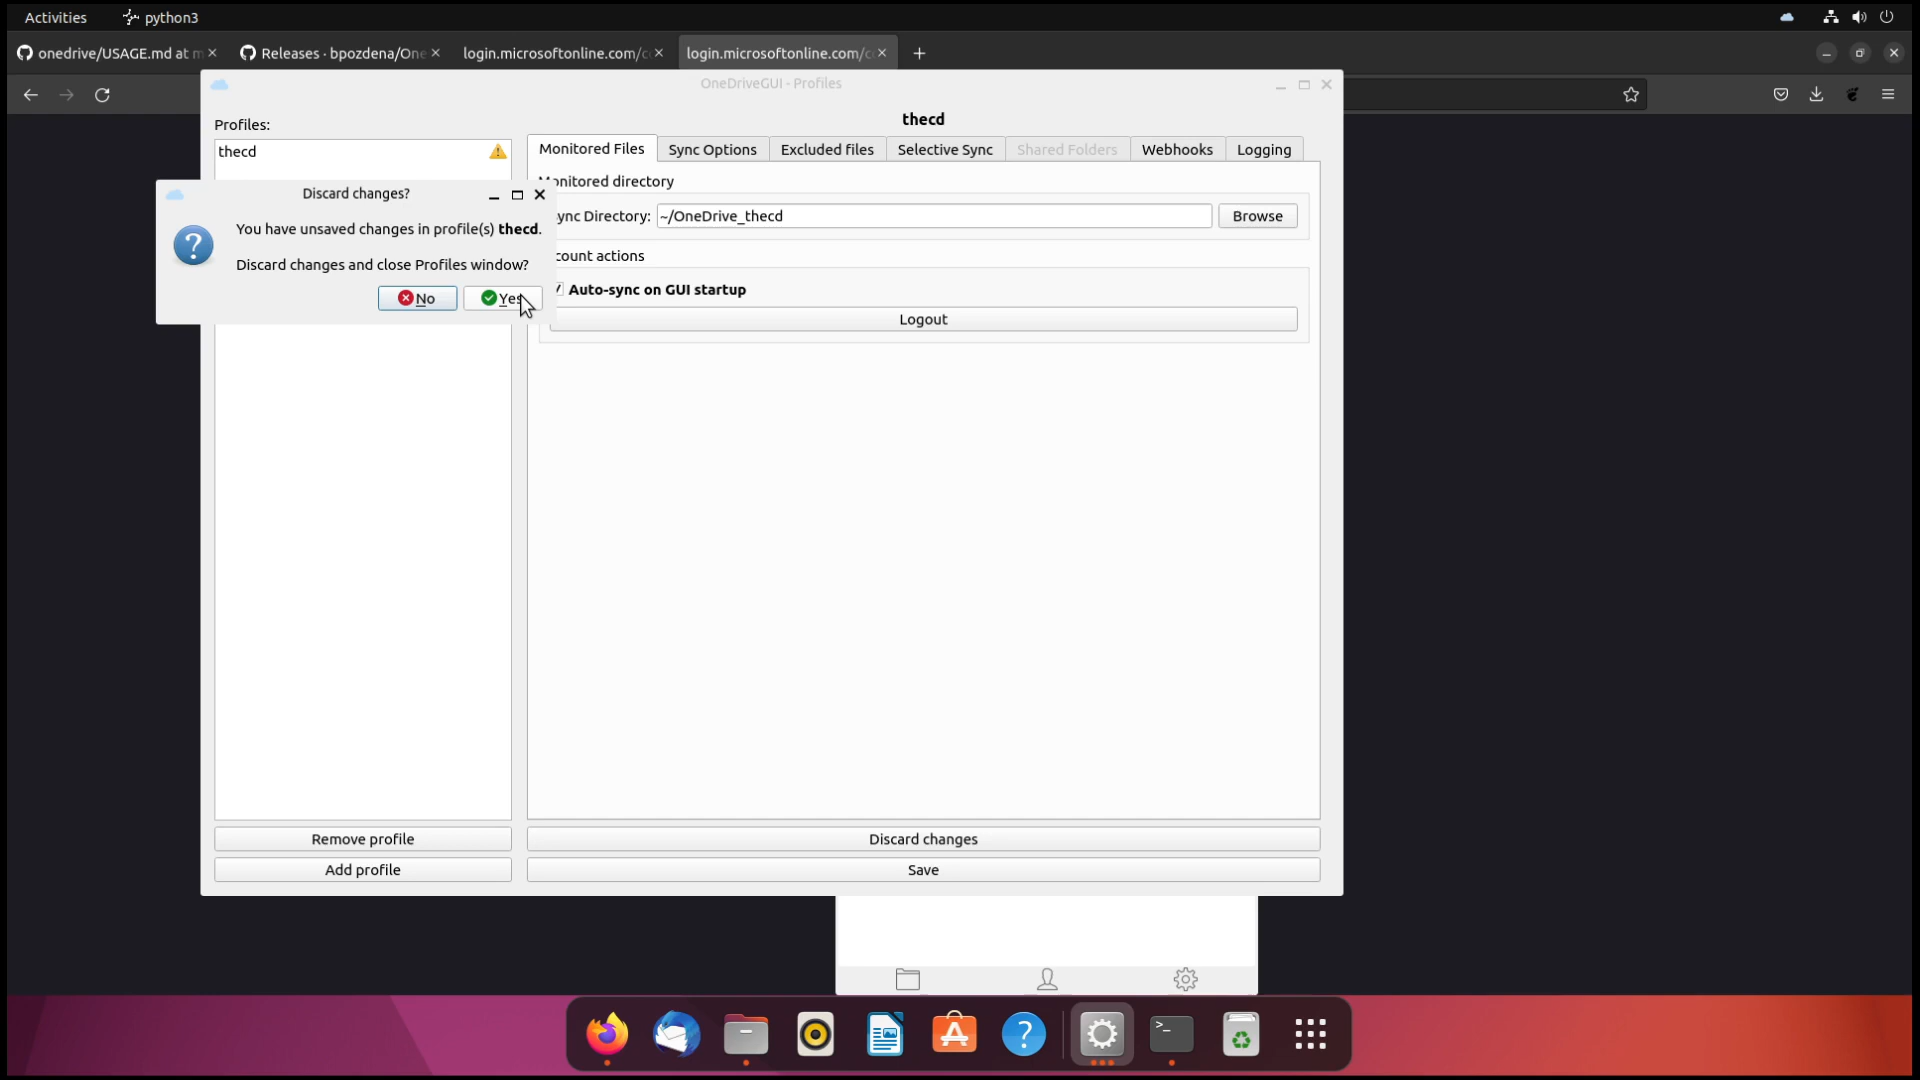 Activities
python3
onedrive/USAGE.md at m
Releases · bpozdena/One
login.microsoftonline.com/c
login.microsoftonline.com/c
OneDriveGUI - Profiles
Profiles:
thecd
thecd
Monitored Files
Sync Options
Excluded files
Selective Sync
Shared Folders
Webhooks
Logging
onitored directory
ync Directory:
~/OneDrive_thecd
Browse
count actions
Auto-sync on GUI startup
Logout
Discard changes?
You have unsaved changes in profile(s) thecd.
Discard changes and close Profiles window?
No
Yes
Remove profile
Add profile
Discard changes
Save